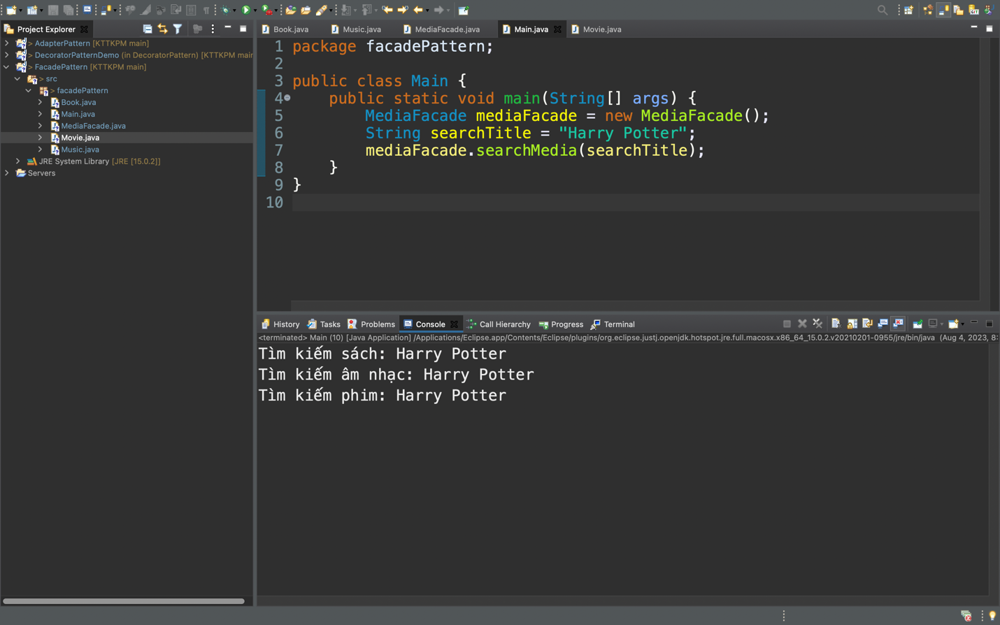 Project Explorer
> AdapterPattern [KTTKPM main]
> DecoratorPatternDemo (in DecoratorPattern) [KTTKPM mair
> FacadePattern [KTTKPM main]
> src
> facadePattern
Book.java
Main.java
MediaFacade.java
Movie.java
Music.java
JRE System Library [JRE [15.0.2]]
Servers
Book.java Music.java MediaFacade.java Main.java Movie.java
1 package facadePattern;
2
3 public class Main {
4 public static void main(String[] args) {
5 MediaFacade mediaFacade = new MediaFacade();
6 String searchTitle = "Harry Potter";
7 mediaFacade.searchMedia(searchTitle);
8 }
9 }
10
History Tasks Problems Console Call Hierarchy Progress Terminal
<terminated> Main (10) [Java Application] /Applications/Eclipse.app/Contents/Eclipse/plugins/org.eclipse.justj.openjdk.hotspot.jre.full.macosx.x86_64_15.0.2.v20210201-0955/jre/bin/java (Aug 4, 2023, 8:
Tìm kiếm sách: Harry Potter
Tìm kiếm âm nhạc: Harry Potter
Tìm kiếm phim: Harry Potter